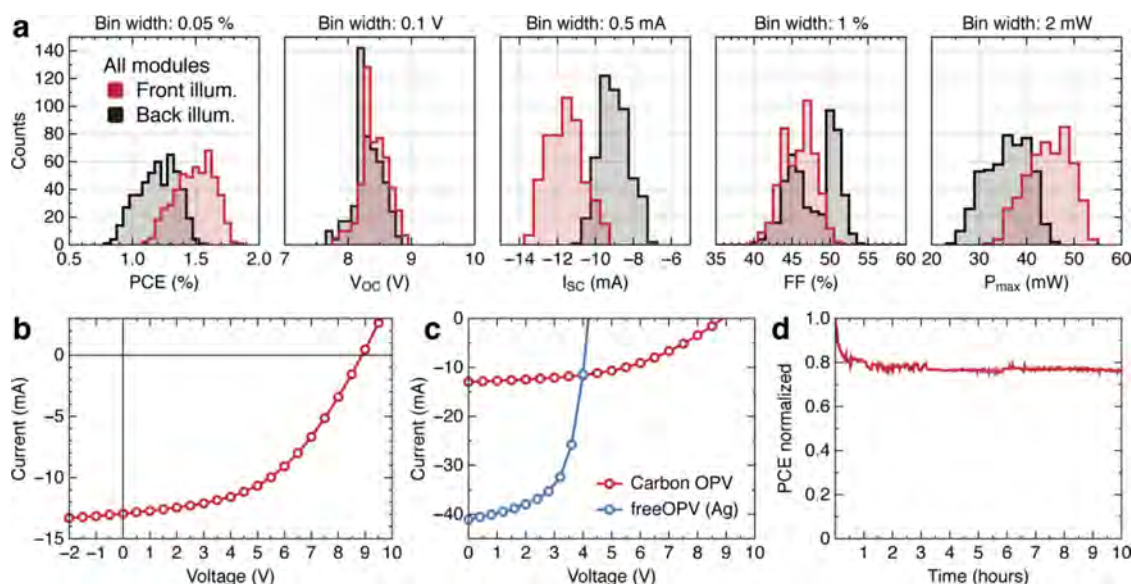 a
Bin width: 0.05 %
Bin width: 0.1 V
Bin width: 0.5 mA
Bin width: 1 %
Bin width: 2 mW
All modules
Front illum.
Back illum.
Counts
140
120
100
80
60
40
20
0
0.5 1.0 1.5 2.0
7 8 9 10
−14 −12 −10 −8 −6
35 40 45 50 55 60
20 30 40 50 60
PCE (%)
VOC (V)
ISC (mA)
FF (%)
Pmax (mW)
b
Current (mA)
0
−5
−10
−15
−2 −1 0 1 2 3 4 5 6 7 8 9 10
Voltage (V)
c
Current (mA)
0
−10
−20
−30
−40
Carbon OPV
freeOPV (Ag)
0 1 2 3 4 5 6 7 8 9 10
Voltage (V)
d
PCE normalized
1.0
0.8
0.6
0.4
0.2
0
0 1 2 3 4 5 6 7 8 9 10
Time (hours)